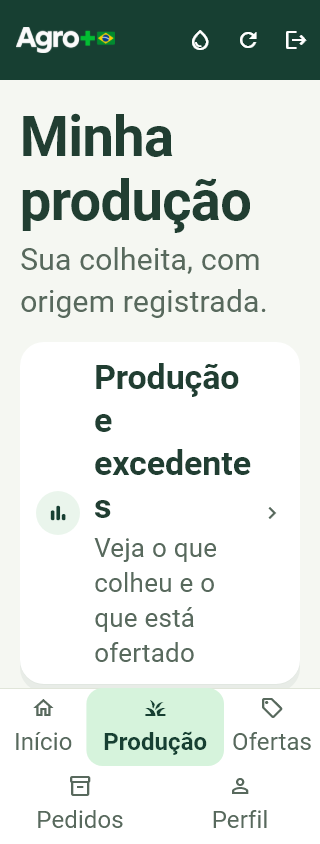 Agro+
Minha
produção
Sua colheita, com
origem registrada.
Produção
e
excedente
s
Veja o que
colheu e o
que está
ofertado
Início
Produção
Ofertas
Pedidos
Perfil